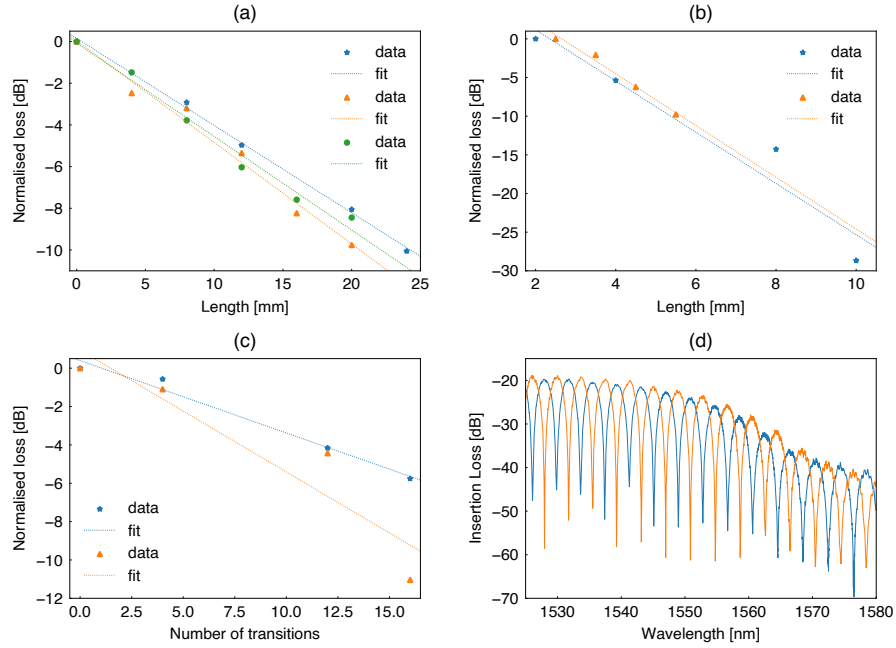 (a)
Normalised loss [dB]
0
−2
−4
−6
−8
−10
0
5
10
15
20
25
Length [mm]
data
fit
data
fit
data
fit
(b)
Normalised loss [dB]
0
−5
−10
−15
−20
−25
−30
2
4
6
8
10
Length [mm]
data
fit
data
fit
(c)
Normalised loss [dB]
0
−2
−4
−6
−8
−10
−12
0.0
2.5
5.0
7.5
10.0
12.5
15.0
Number of transitions
data
fit
data
fit
(d)
Insertion Loss [dB]
−20
−30
−40
−50
−60
−70
1530
1540
1550
1560
1570
1580
Wavelength [nm]